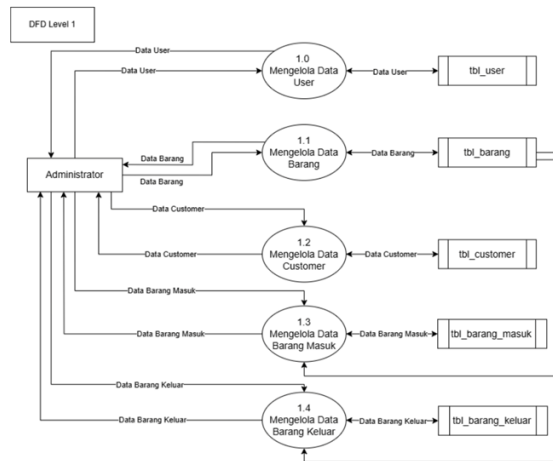 DFD Level 1
Data User
Data User
1.0
Mengelola Data
User
Data User
tbl_user
Data Barang
Data Barang
1.1
Mengelola Data
Barang
Data Barang
tbl_barang
Administrator
Data Customer
Data Customer
1.2
Mengelola Data
Customer
Data Customer
tbl_customer
Data Barang Masuk
Data Barang Masuk
1.3
Mengelola Data
Barang Masuk
Data Barang Masuk
tbl_barang_masuk
Data Barang Keluar
Data Barang Keluar
1.4
Mengelola Data
Barang Keluar
Data Barang Keluar
tbl_barang_keluar